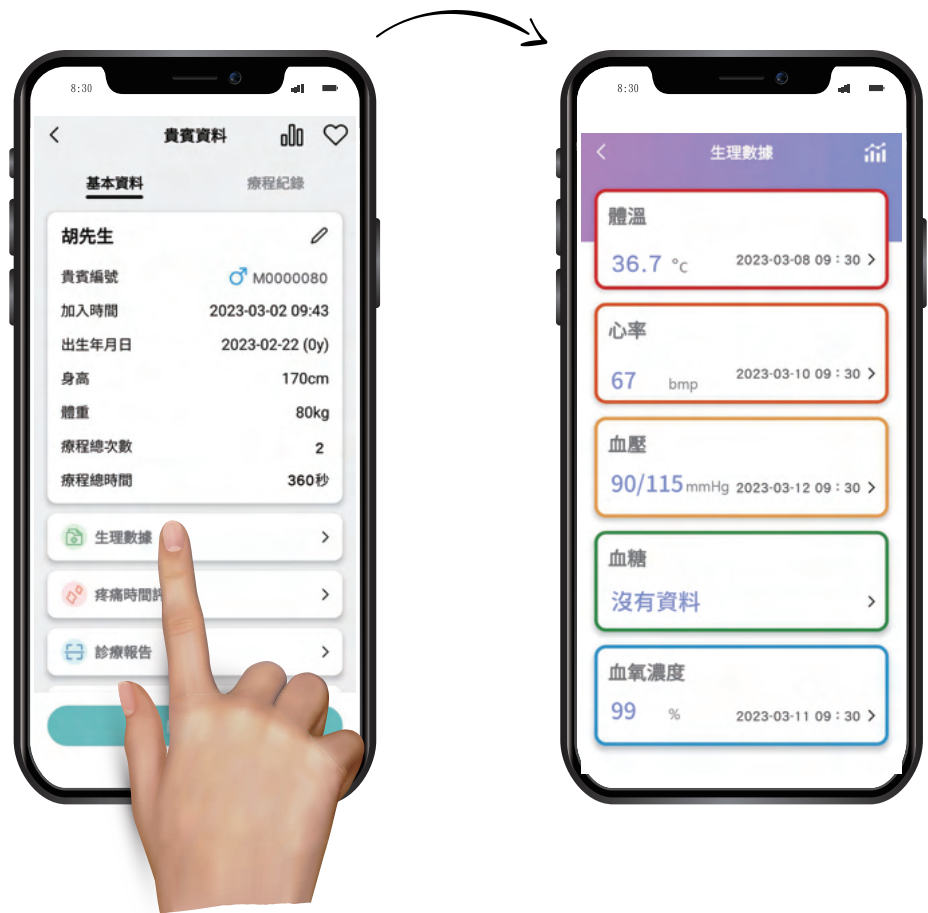 8:30
貴賓資料
基本資料 療程紀錄
胡先生
貴賓編號 M0000080
加入時間 2023-03-02 09:43
出生年月日 2023-02-22 (0y)
身高 170cm
體重 80kg
療程總次數 2
療程總時間 360秒
生理數據
疼痛時間
診療報告
8:30
生理數據
體溫
36.7 °c 2023-03-08 09：30
心率
67 bmp 2023-03-10 09：30
血壓
90/115 mmHg 2023-03-12 09：30
血糖
沒有資料
血氧濃度
99 % 2023-03-11 09：30